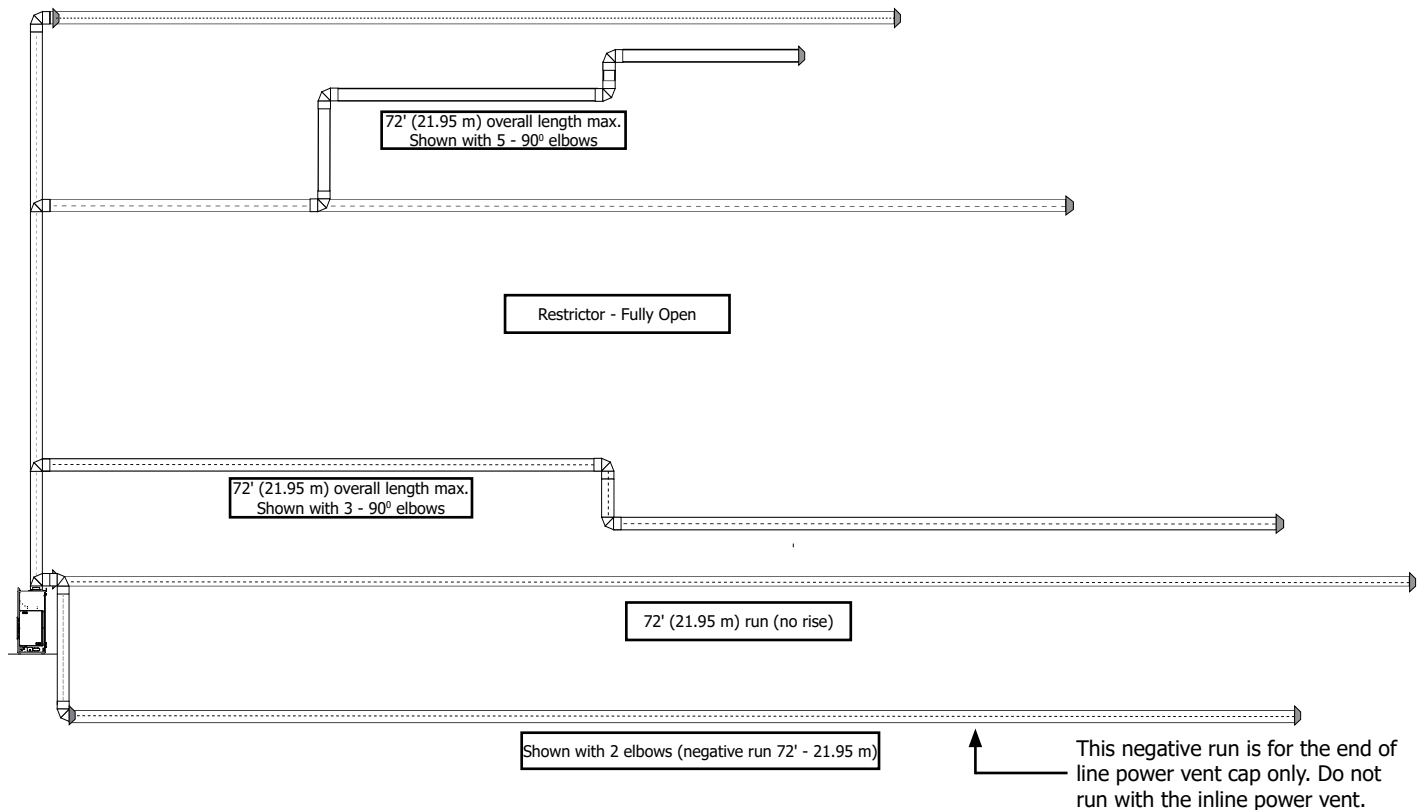 72' (21.95 m) overall length max.
Shown with 5 - 90⁰ elbows
Restrictor - Fully Open
72' (21.95 m) overall length max.
Shown with 3 - 90⁰ elbows
72' (21.95 m) run (no rise)
Shown with 2 elbows (negative run 72' - 21.95 m)
This negative run is for the end of
line power vent cap only. Do not
run with the inline power vent.